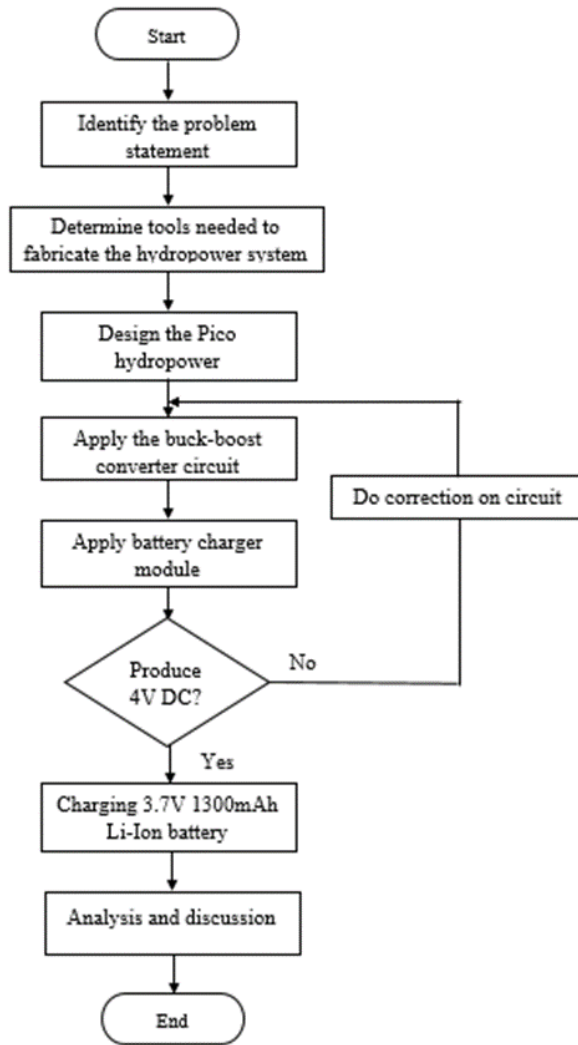 Start
Identify the problem
statement
Determine tools needed to
fabricate the hydropower system
Design the Pico
hydropower
Apply the buck-boost
converter circuit
Do correction on circuit
Apply battery charger
module
Produce
4V DC?
No
Yes
Charging 3.7V 1300mAh
Li-Ion battery
Analysis and discussion
End